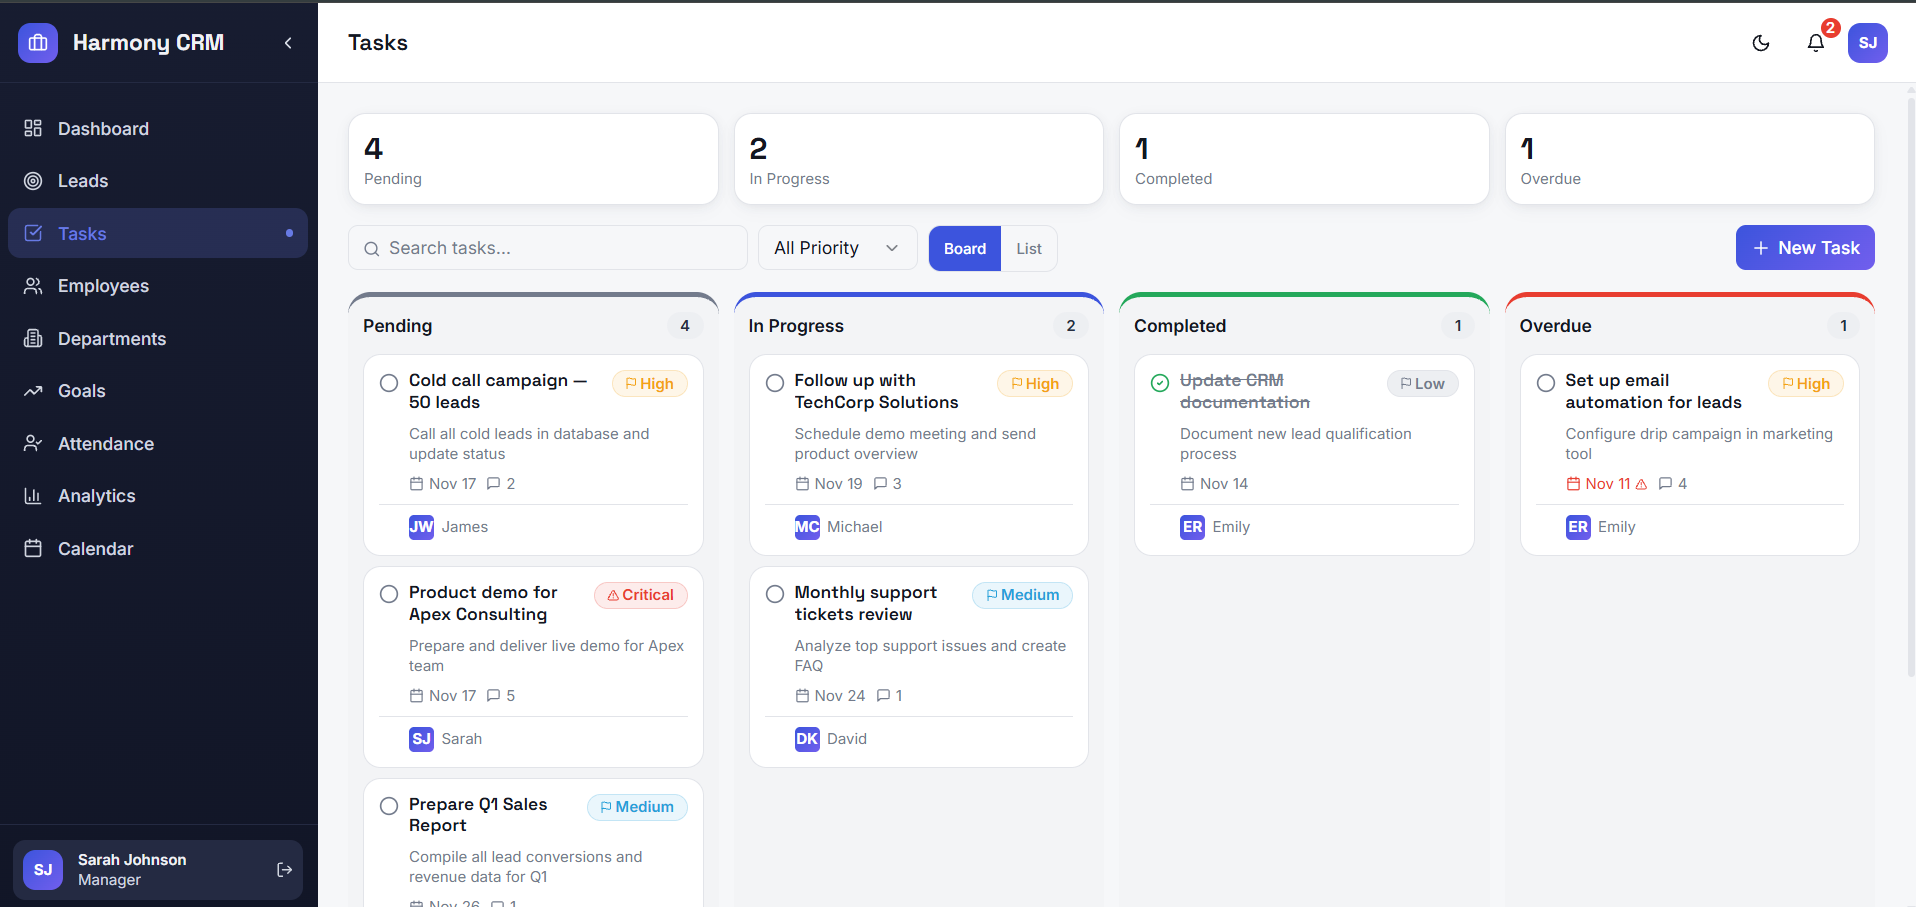 Harmony CRM
Dashboard
Leads
Tasks
Employees
Departments
Goals
Attendance
Analytics
Calendar
SJ
Sarah Johnson
Manager
Tasks
2
SJ
4
Pending
2
In Progress
1
Completed
1
Overdue
Search tasks...
All Priority
Board
List
New Task
Pending
4
Cold call campaign —
50 leads
High
Call all cold leads in database and
update status
Nov 17
2
JW
James
Product demo for
Apex Consulting
Critical
Prepare and deliver live demo for Apex
team
Nov 17
5
SJ
Sarah
Prepare Q1 Sales
Report
Medium
Compile all lead conversions and
revenue data for Q1
Nov 26
1
In Progress
2
Follow up with
TechCorp Solutions
High
Schedule demo meeting and send
product overview
Nov 19
3
MC
Michael
Monthly support
tickets review
Medium
Analyze top support issues and create
FAQ
Nov 24
1
DK
David
Completed
1
Update CRM
documentation
Low
Document new lead qualification
process
Nov 14
ER
Emily
Overdue
1
Set up email
automation for leads
High
Configure drip campaign in marketing
tool
Nov 11
4
ER
Emily